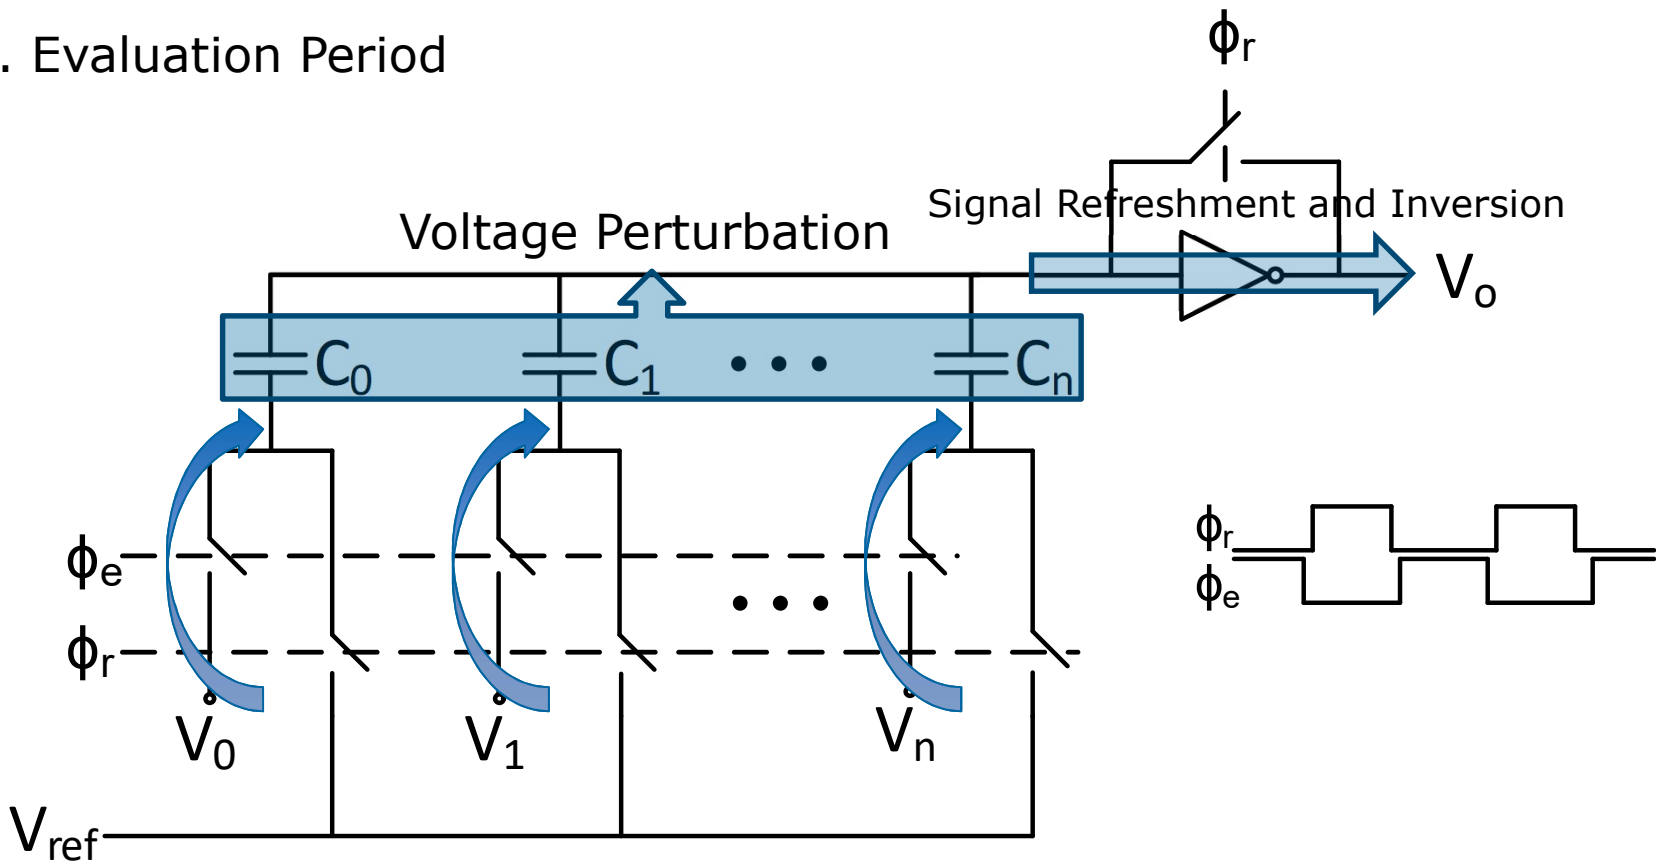 . Evaluation Period
ϕr
Signal Refreshment and Inversion
Voltage Perturbation
Vo
C0
C1
• • •
Cn
ϕe
ϕr
• • •
ϕr
ϕe
V0
V1
Vn
Vref